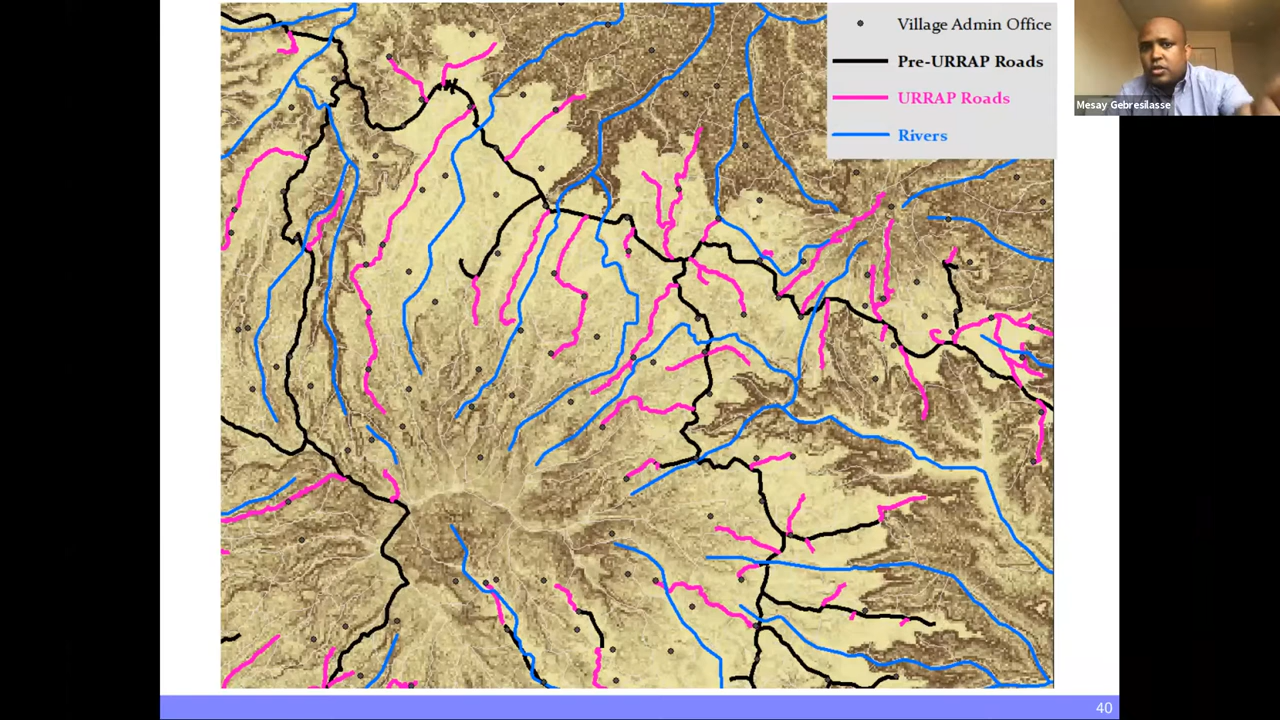 Village Admin Office
Pre-URRAP Roads
URRAP Roads
Rivers
Mesay Gebresilasse
40